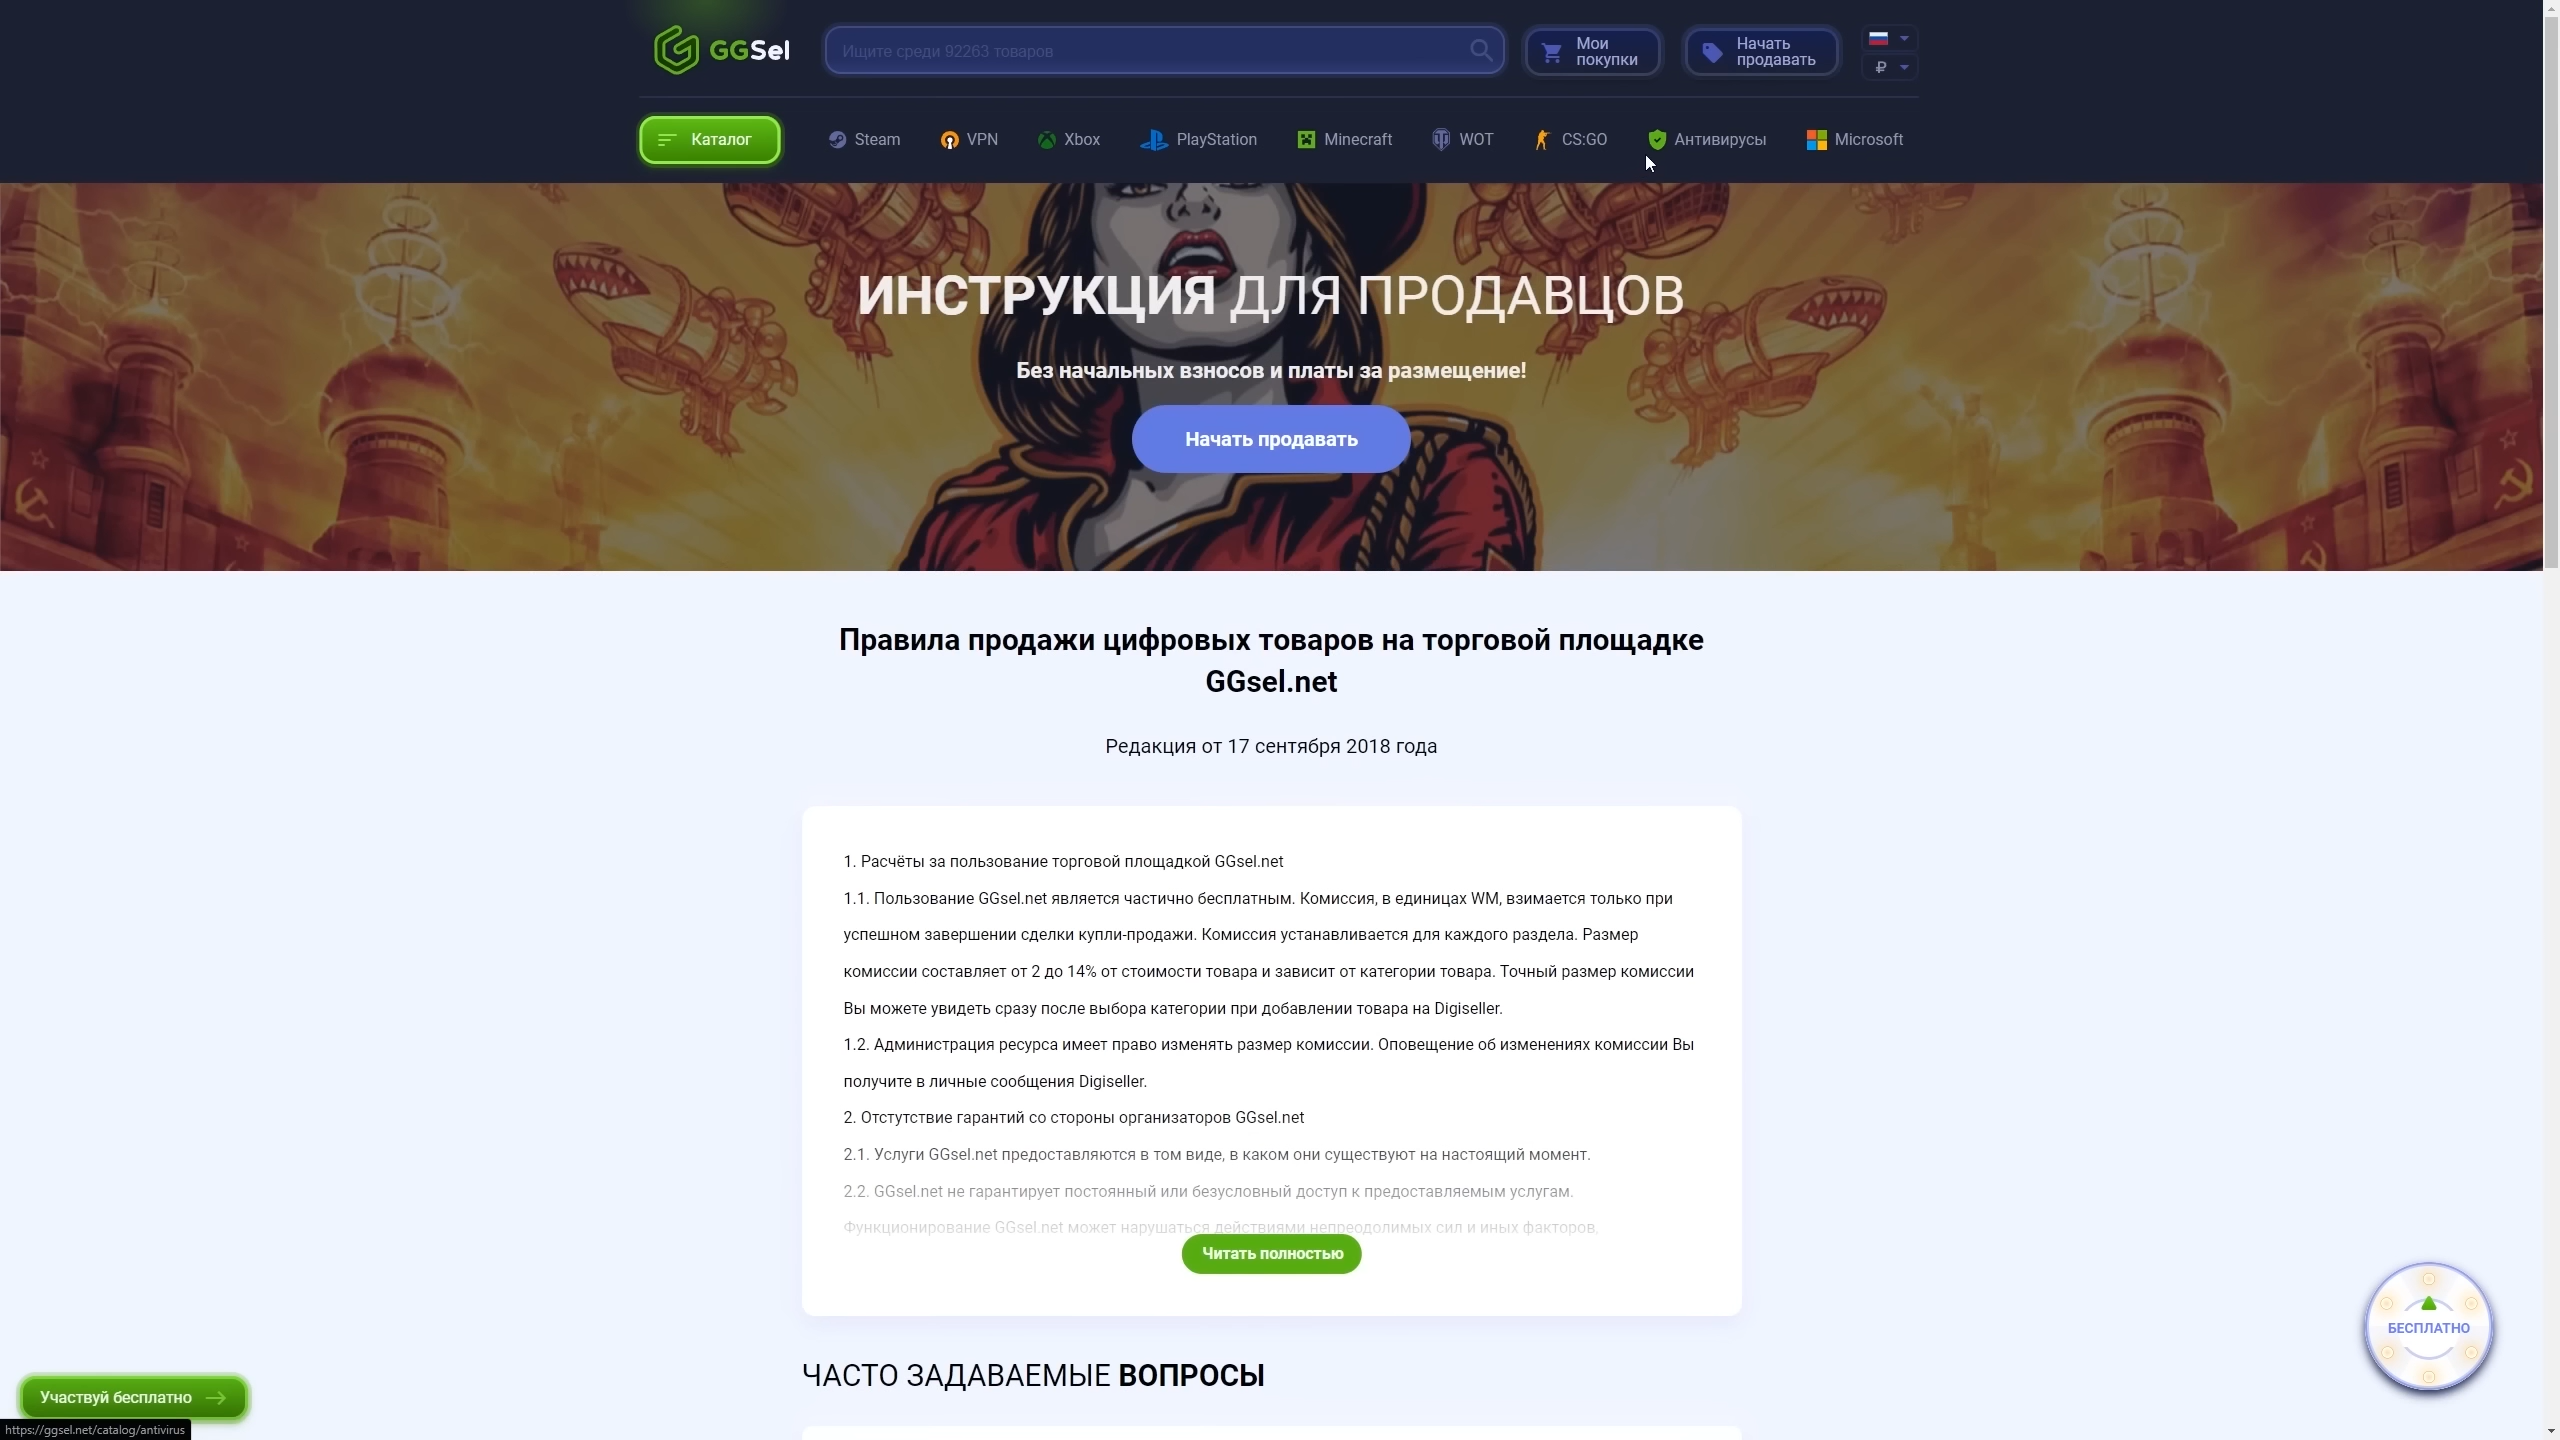 GGSel
Ищите среди 92263 товаров
Мои
покупки
Начать
продавать
₽
Каталог
Steam
VPN
Xbox
PlayStation
Minecraft
WOT
CS:GO
Антивирусы
Microsoft
ИНСТРУКЦИЯ ДЛЯ ПРОДАВЦОВ
Без начальных взносов и платы за размещение!
Начать продавать
Правила продажи цифровых товаров на торговой площадке
GGsel.net
Редакция от 17 сентября 2018 года
1. Расчёты за пользование торговой площадкой GGsel.net
1.1. Пользование GGsel.net является частично бесплатным. Комиссия, в единицах WM, взимается только при
успешном завершении сделки купли-продажи. Комиссия устанавливается для каждого раздела. Размер
комиссии составляет от 2 до 14% от стоимости товара и зависит от категории товара. Точный размер комиссии
Вы можете увидеть сразу после выбора категории при добавлении товара на Digiseller.
1.2. Администрация ресурса имеет право изменять размер комиссии. Оповещение об изменениях комиссии Вы
получите в личные сообщения Digiseller.
2. Отстутствие гарантий со стороны организаторов GGsel.net
2.1. Услуги GGsel.net предоставляются в том виде, в каком они существуют на настоящий момент.
2.2. GGsel.net не гарантирует постоянный или безусловный доступ к предоставляемым услугам.
Функционирование GGsel.net может нарушаться действиями непреодолимых сил и иных факторов,
Читать полностью
БЕСПЛАТНО
ЧАСТО ЗАДАВАЕМЫЕ ВОПРОСЫ
Участвуй бесплатно
https://ggsel.net/catalog/antivirus